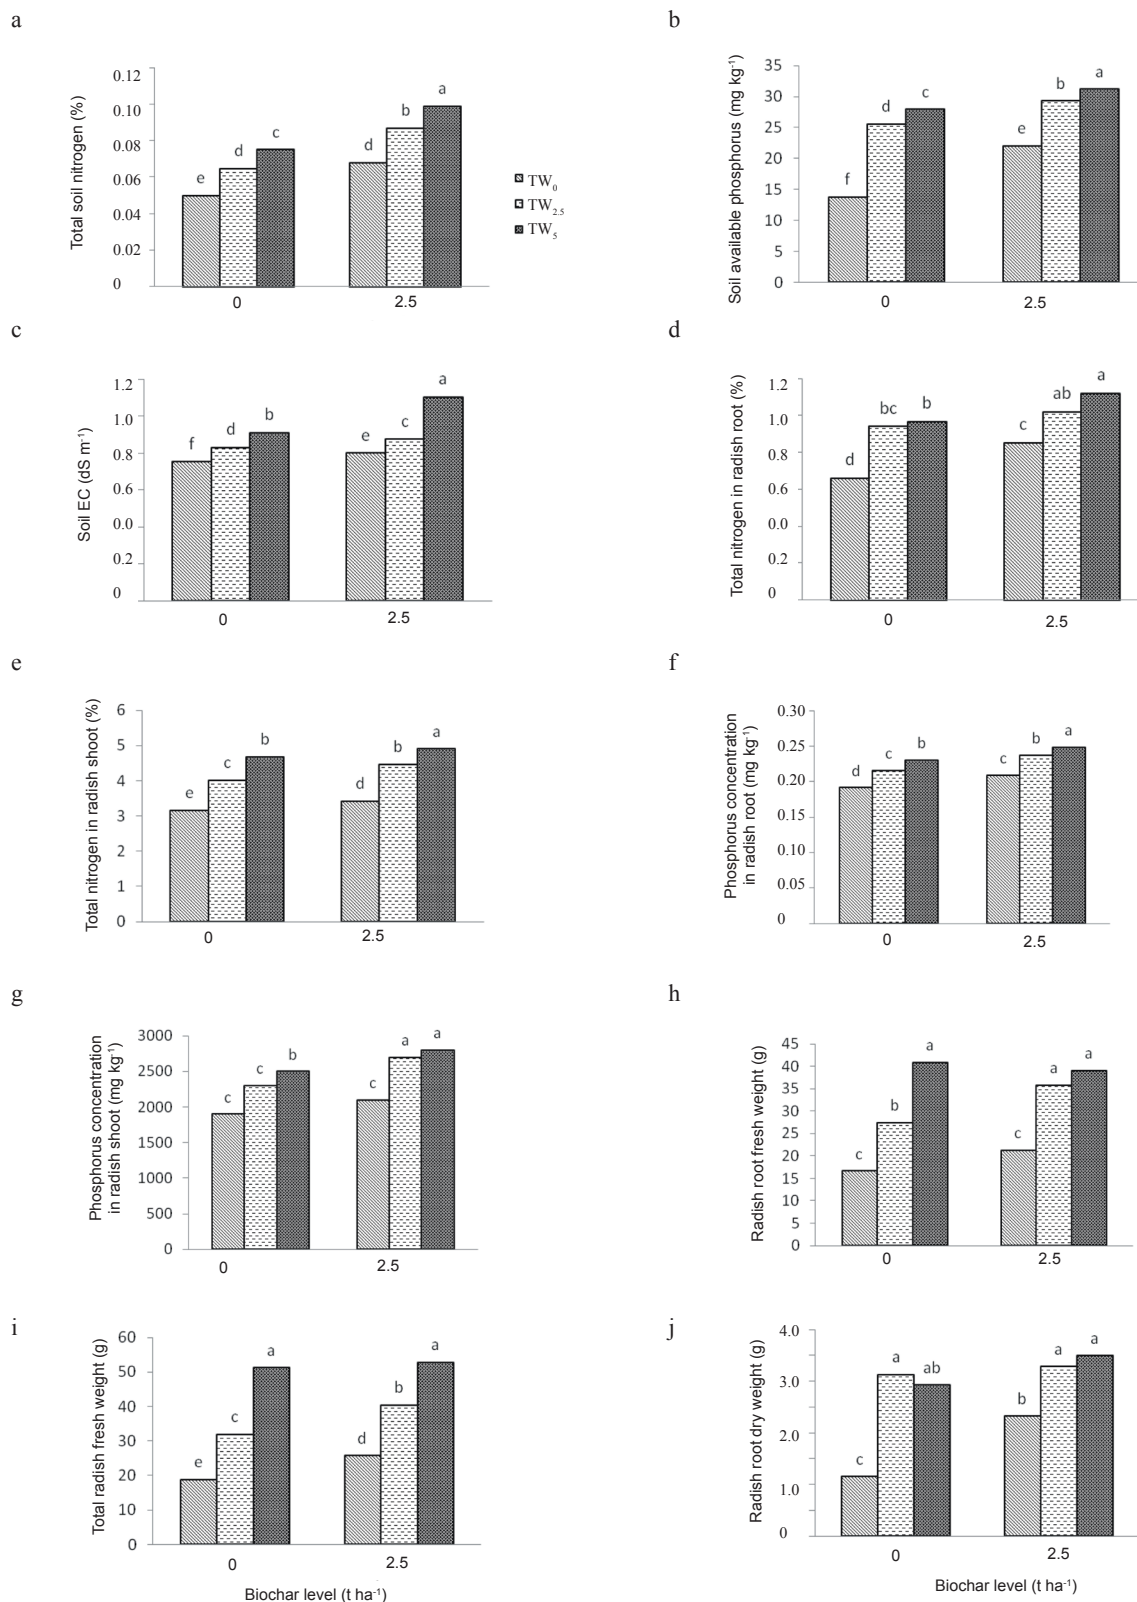 a
Total soil nitrogen (%)
0.12
0.10
0.08
0.06
0.04
0.02
0
e
d
c
d
b
a
0
2.5
TW0
TW2.5
TW5
b
Soil available phosphorus (mg kg-1)
35
30
25
20
15
10
5
0
f
d
c
e
b
a
0
2.5
c
Soil EC (dS m-1)
1.2
1.0
0.8
0.6
0.0
0.2
0
f
d
b
e
c
a
0
2.5
d
Total nitrogen in radish root (%)
1.2
1.0
0.8
0.6
0.0
0.2
0
d
bc
b
c
ab
a
0
2.5
e
Total nitrogen in radish shoot (%)
6
5
4
3
2
1
0
e
c
b
d
b
a
0
2.5
f
Phosphorus concentration
in radish root (mg kg-1)
0.30
0.25
0.20
0.15
0.10
0.05
0
d
c
b
c
b
a
0
2.5
g
Phosphorus concentration
in radish shoot (mg kg-1)
3000
2500
2000
1500
1000
500
0
c
c
b
c
a
a
0
2.5
h
Radish root fresh weight (g)
45
40
35
30
25
20
15
10
5
0
c
b
a
c
a
a
0
2.5
i
Total radish fresh weight (g)
60
50
40
30
20
10
0
e
c
a
d
b
a
0
2.5
Biochar level (t ha-1)
j
Radish root dry weight (g)
4.0
3.0
2.0
1.0
0
c
a
ab
b
a
a
0
2.5
Biochar level (t ha-1)